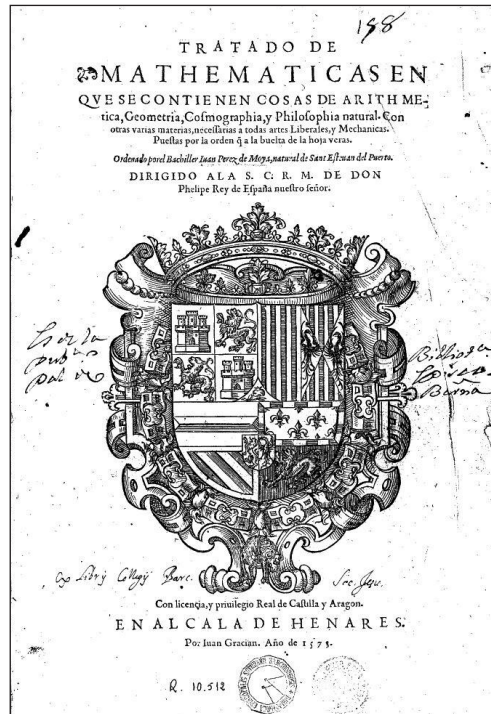 198
TRATADO DE
MATHEMATICAS EN
QVE SE CONTIENEN COSAS DE ARITHME-
tica, Geometria, Cosmographia, y Philosophia natural. Con
otras varias materias, necessarias a todas artes Liberales, y Mechanicas.
Puestas por la orden q̃ a la buelta de la hoja veras.
Ordenado por el Bachiller Iuan Perez de Moya, natural de Sant Esteuan del Puerto.
DIRIGIDO ALA S. C. R. M. DE DON
Phelipe Rey de España nuestro señor.
Ex Libris Collegij Barc. Soc. Jesu.
Con licencia, y priuilegio Real de Castilla y Aragon.
EN ALCALA DE HENARES.
Por Iuan Gracian. Año de 1573.
R. 10.512